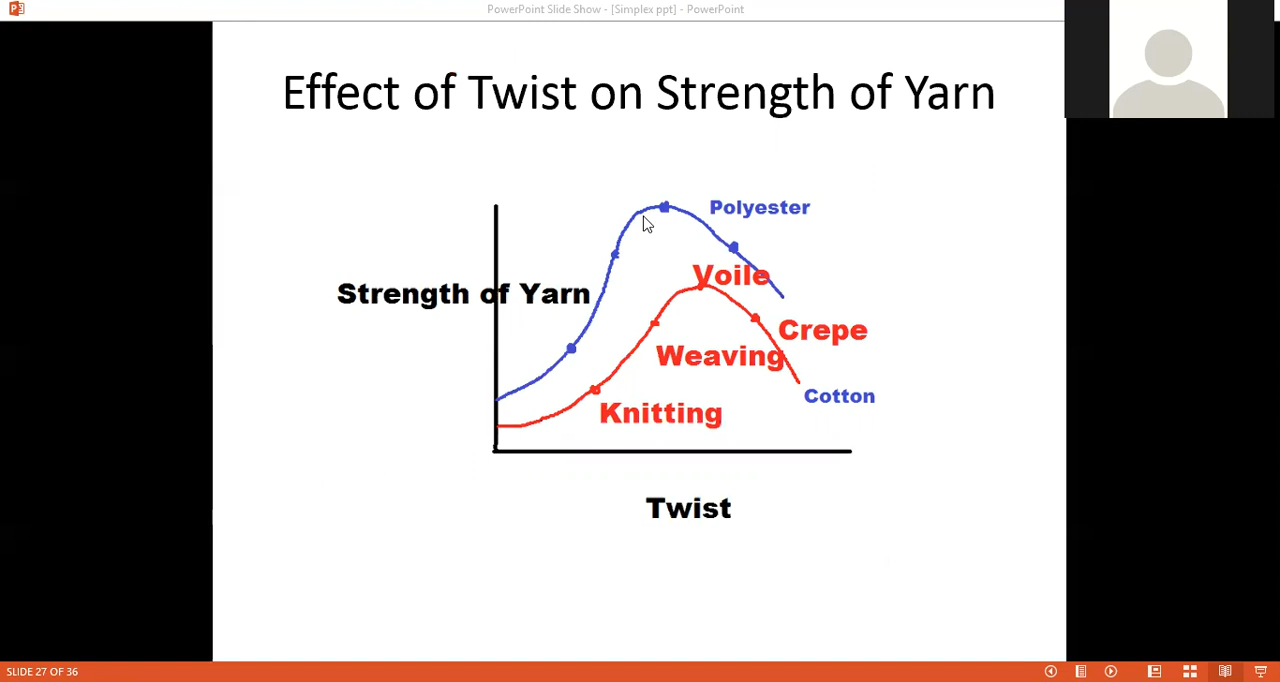 PowerPoint Slide Show - [Simplex ppt] - PowerPoint
Effect of Twist on Strength of Yarn
Polyester
Voile
Strength of Yarn
Crepe
Weaving
Cotton
Knitting
Twist
SLIDE 27 OF 36